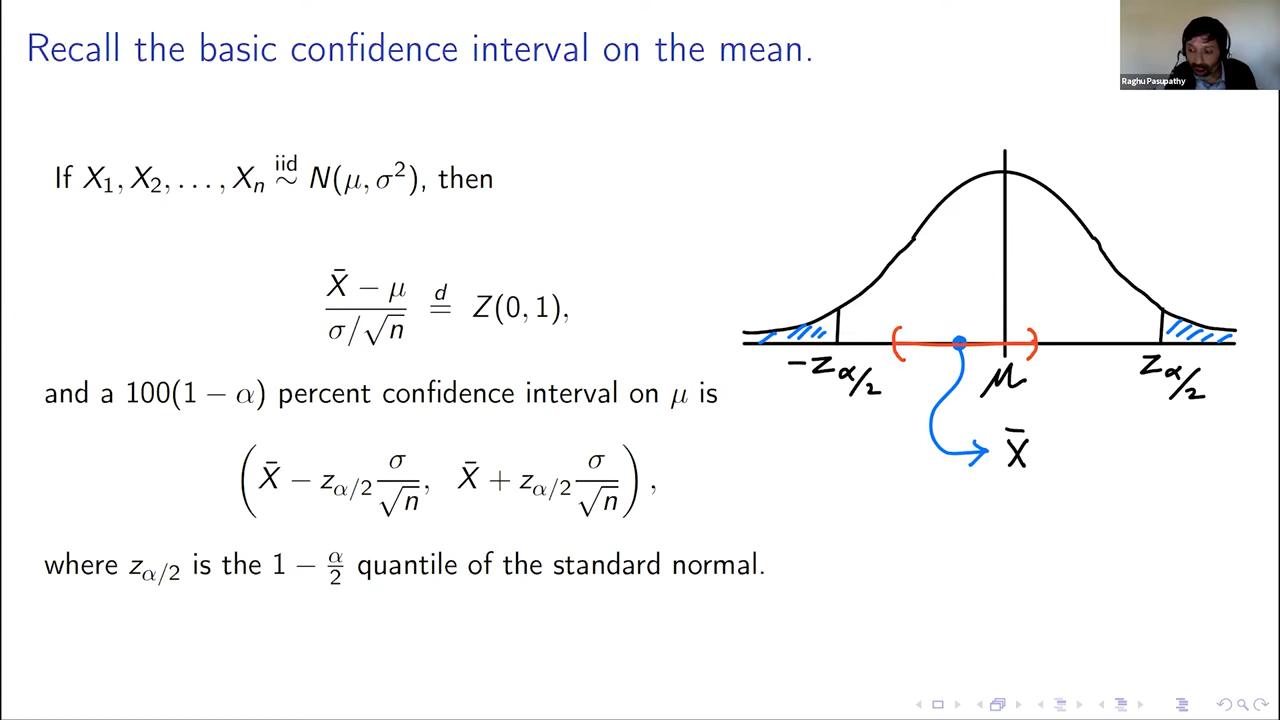 Recall the basic confidence interval on the mean.
Raghu Pasupathy
If X₁, X₂, . . . , Xₙ iid ∼ N(μ, σ²), then
(X̄ − μ)/(σ/√n) d = Z(0, 1),
and a 100(1 − α) percent confidence interval on μ is
(X̄ − z_{α/2} σ/√n, X̄ + z_{α/2} σ/√n),
where z_{α/2} is the 1 − α/2 quantile of the standard normal.
−z_{α/2}
μ
z_{α/2}
X̄